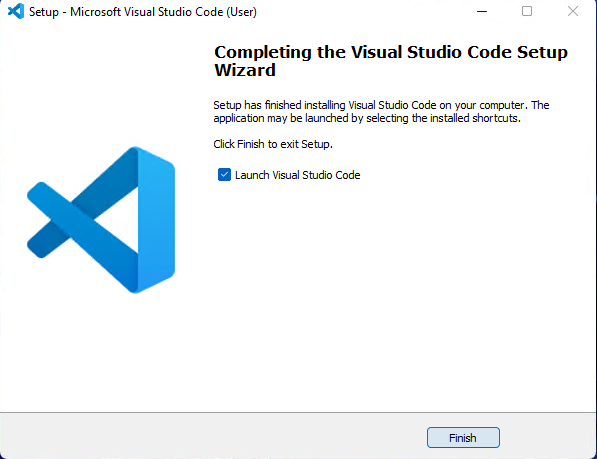 Setup - Microsoft Visual Studio Code (User)
Completing the Visual Studio Code Setup
Wizard
Setup has finished installing Visual Studio Code on your computer. The
application may be launched by selecting the installed shortcuts.
Click Finish to exit Setup.
Launch Visual Studio Code
Finish